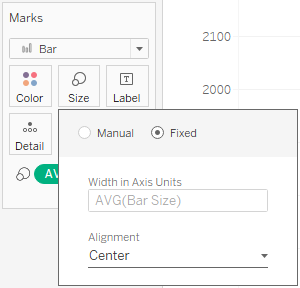 Marks
Bar
Color
Size
Label
Detail
AV
2100
2000
Manual
Fixed
Width in Axis Units
AVG(Bar Size)
Alignment
Center